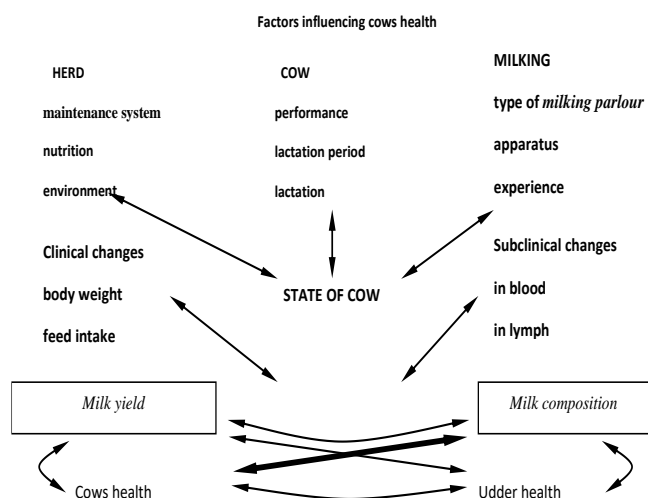 Factors influencing cows health
HERD
maintenance system
nutrition
environment
COW
performance
lactation period
lactation
MILKING
type of milking parlour
apparatus
experience
Clinical changes
body weight
feed intake
STATE OF COW
Subclinical changes
in blood
in lymph
Milk yield
Milk composition
Cows health
Udder health